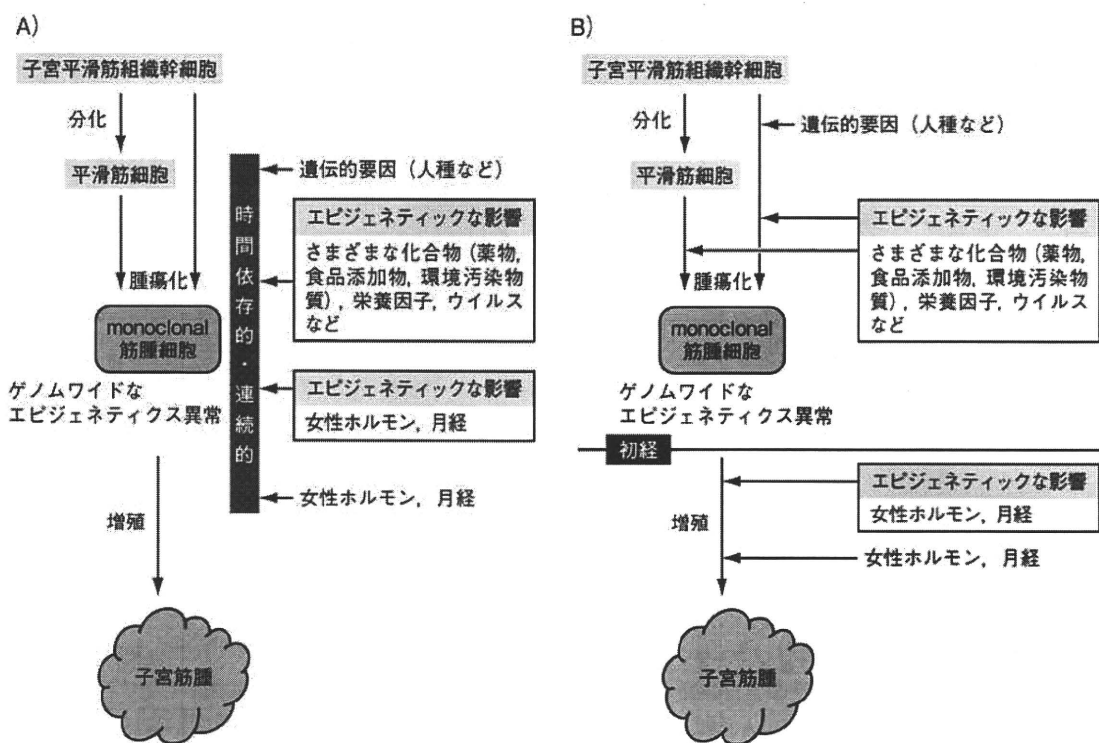 A)
子宮平滑筋組織幹細胞
分化
平滑筋細胞
腫瘍化
monoclonal
筋腫細胞
ゲノムワイドな
エピジェネティクス異常
増殖
子宮筋腫
時間依存的・連続的
遺伝的要因（人種など）
エピジェネティックな影響
さまざまな化合物（薬物，
食品添加物，環境汚染物
質），栄養因子，ウイルス
など
エピジェネティックな影響
女性ホルモン，月経
女性ホルモン，月経
B)
子宮平滑筋組織幹細胞
分化
遺伝的要因（人種など）
平滑筋細胞
エピジェネティックな影響
さまざまな化合物（薬物，
食品添加物，環境汚染物
質），栄養因子，ウイルス
など
腫瘍化
monoclonal
筋腫細胞
ゲノムワイドな
エピジェネティクス異常
初経
エピジェネティックな影響
女性ホルモン，月経
増殖
女性ホルモン，月経
子宮筋腫